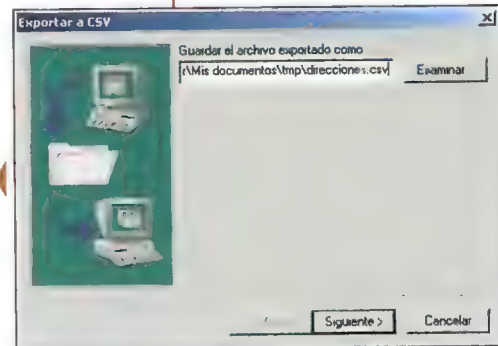 Exportar a CSV
Guardar el archivo exportado como
r\Mis documentos\tmp\direcciones.csv
Examinar
Siguiente >
Cancelar